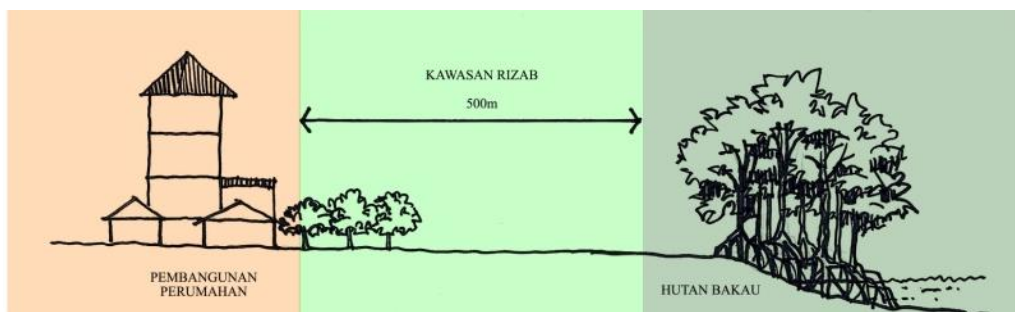 KAWASAN RIZAB
500m
PEMBANGUNAN
PERUMAHAN
HUTAN BAKAU